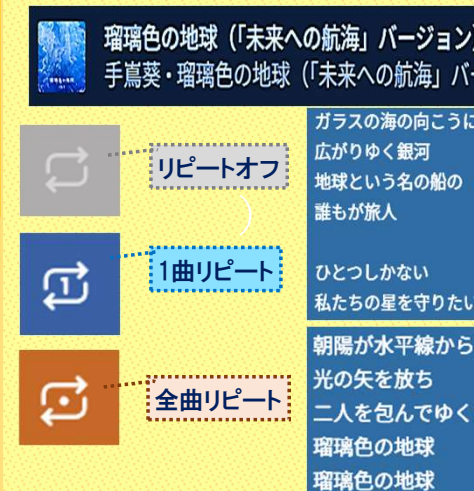 瑠璃色の地球（「未来への航海」バージョン
手嶌葵・瑠璃色の地球（「未来への航海」バー
リピートオフ
1
1曲リピート
全曲リピート
ガラスの海の向こうに
広がりゆく銀河
地球という名の船の
誰もが旅人
ひとつしかない
私たちの星を守りたい
朝陽が水平線から
光の矢を放ち
二人を包んでゆく
瑠璃色の地球
瑠璃色の地球